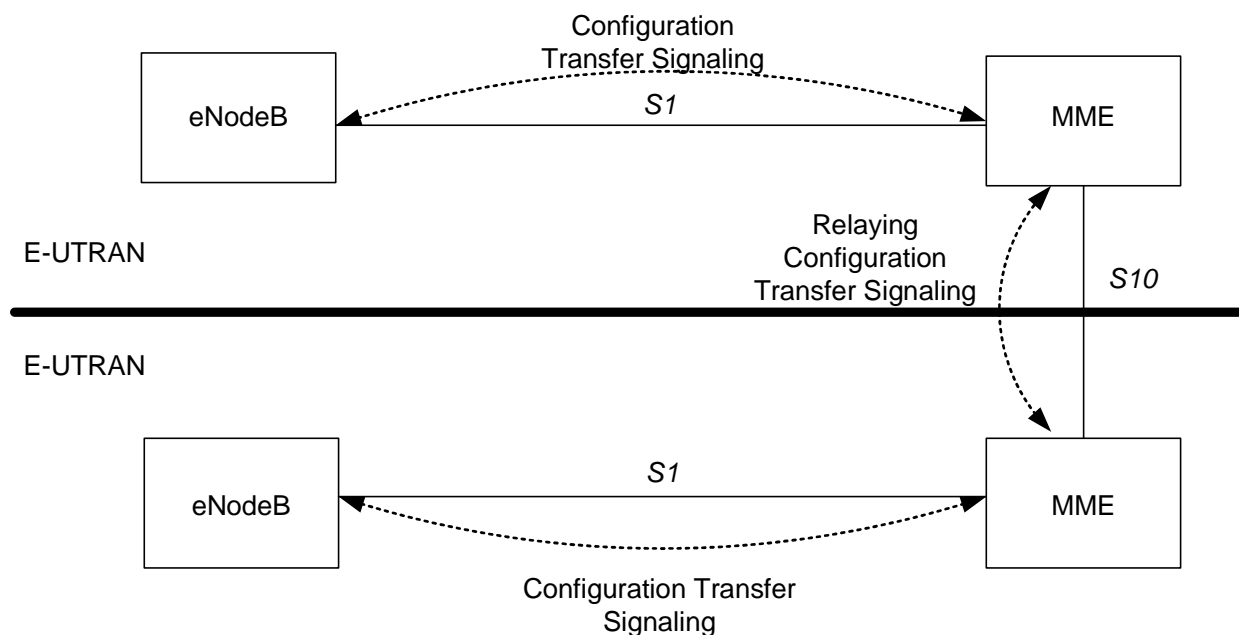 Configuration
Transfer Signaling
eNodeB
S1
MME
E-UTRAN
Relaying
Configuration
Transfer Signaling
S10
E-UTRAN
eNodeB
S1
MME
Configuration Transfer
Signaling